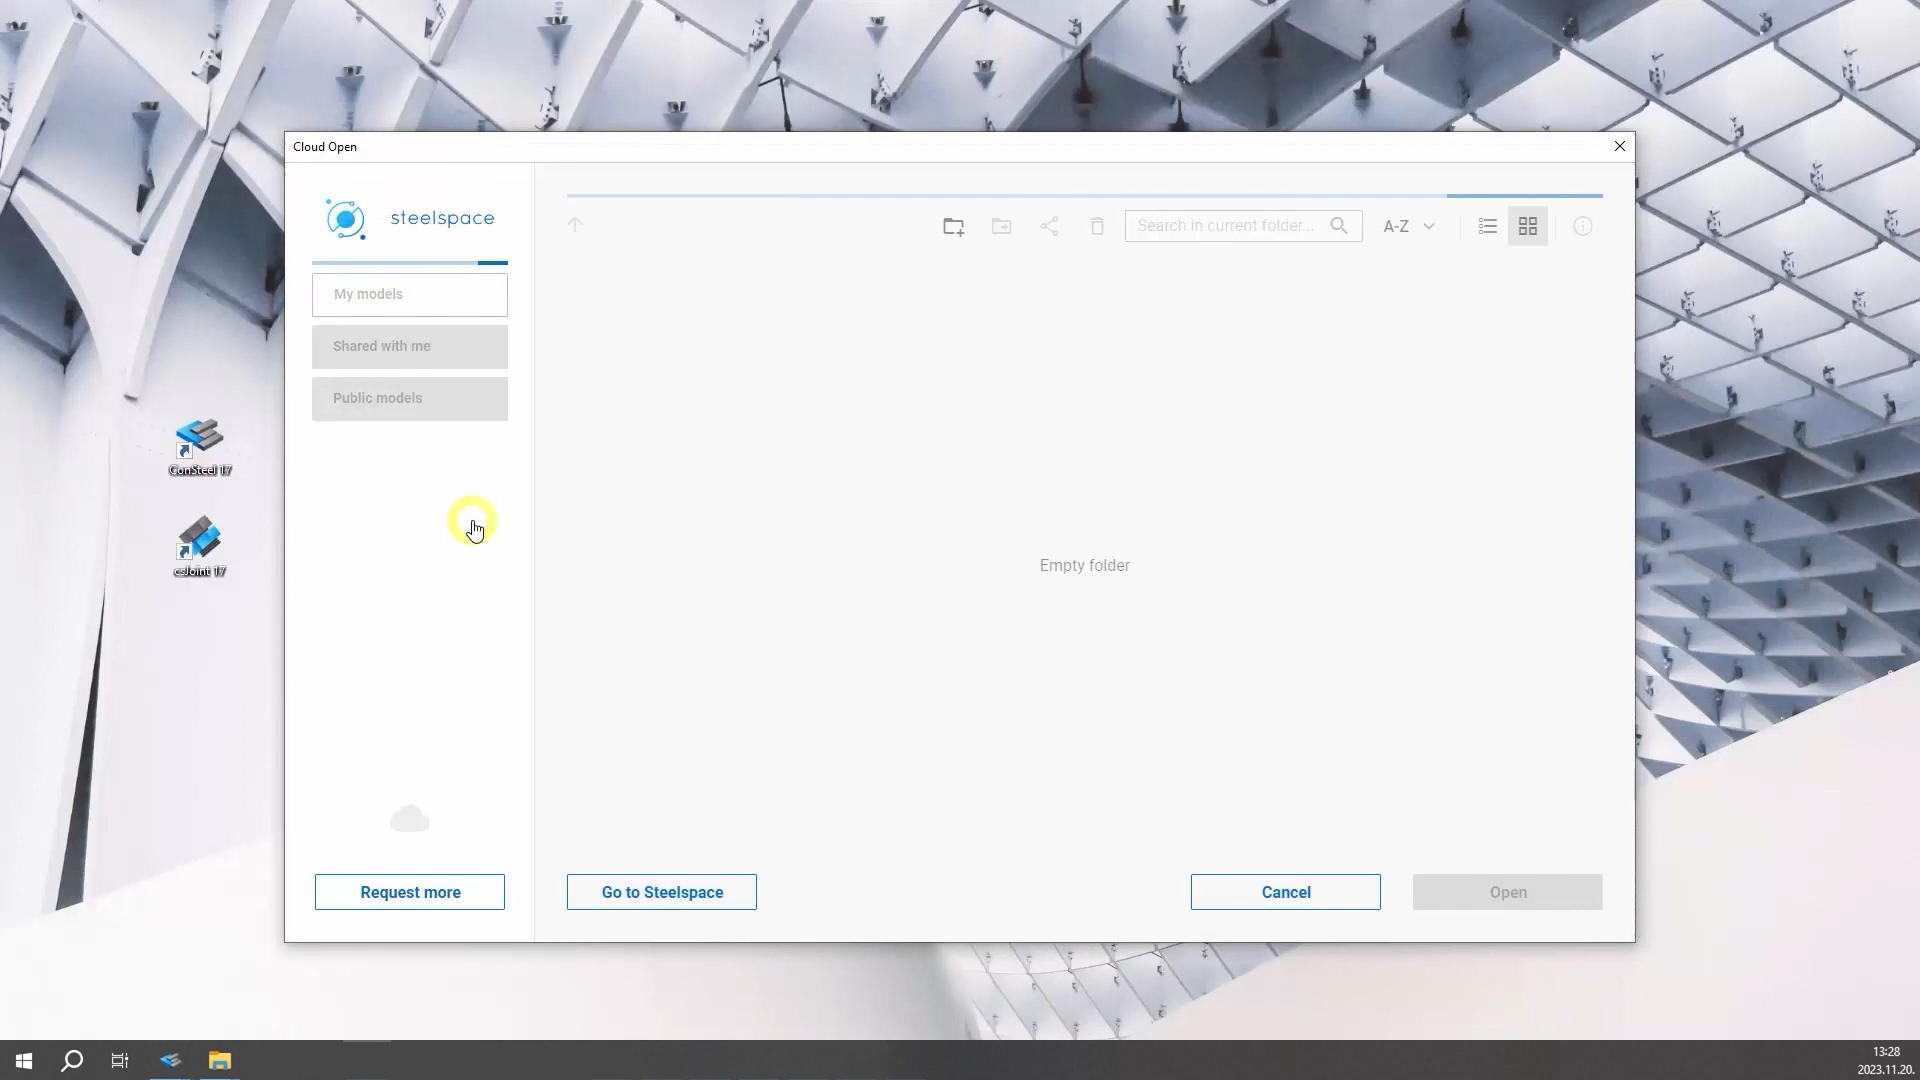 Cloud Open
steelspace
Search in current folder...
A-Z
My models
Shared with me
Public models
ConSteel 17
csJoint 17
Empty folder
Request more
Go to Steelspace
Cancel
Open
13:28
2023.11.20.